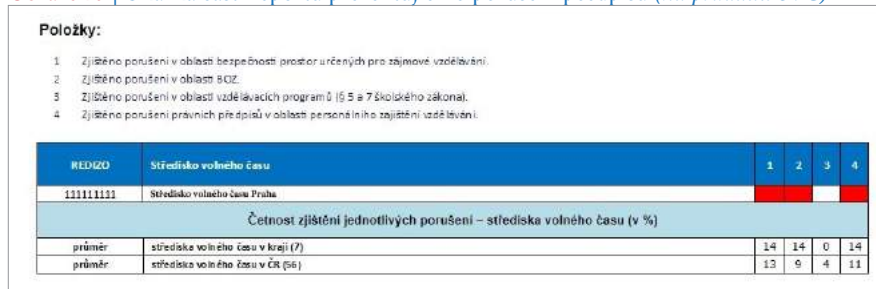 Položky:
1 Zjištěno porušení v oblasti bezpečnosti prostor určených pro zájmové vzdělávání.
2 Zjištěno porušení v oblasti BOZ.
3 Zjištěno porušení v oblasti vzdělávacích programů (§ 5 a 7 školského zákona).
4 Zjištěno porušení právních předpisů v oblasti personálního zajištění vzdělávání.
REDIZO Středisko volného času 1 2 3 4
111111111 Středisko volného času Praha
Četnost zjištění jednotlivých porušení – střediska volného času (v %)
průměr střediska volného času v kraji (7) 14 14 0 14
průměr střediska volného času v ČR (56) 13 9 4 11